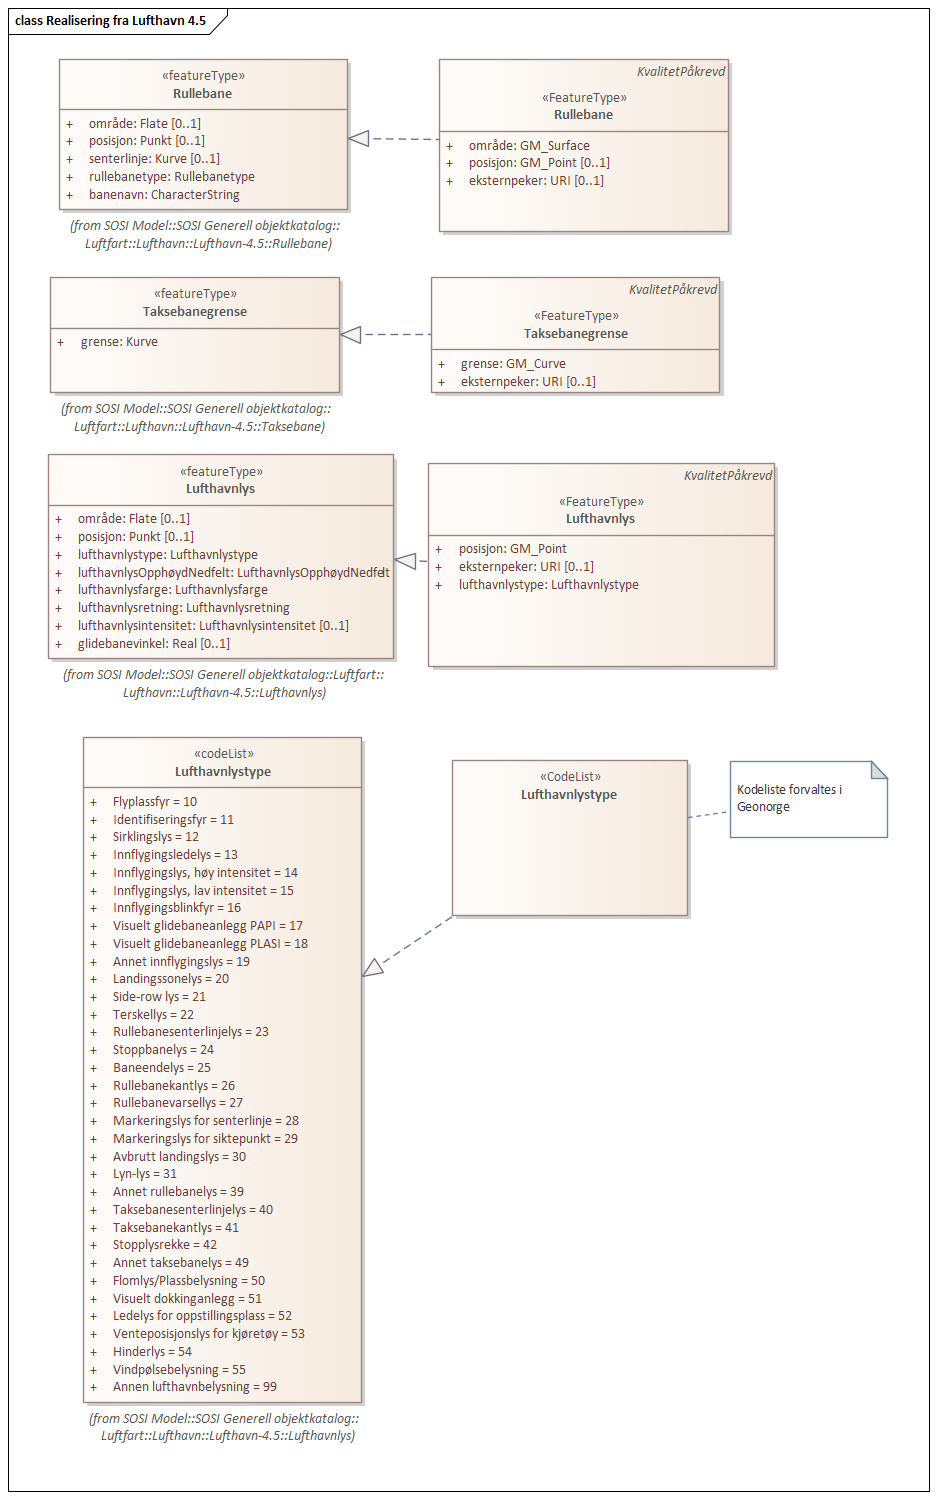 class Realisering fra Lufthavn 4.5
«featureType»
Rullebane
+ område: Flate [0..1]
+ posisjon: Punkt [0..1]
+ senterlinje: Kurve [0..1]
+ rullebanetype: Rullebanetype
+ banenavn: CharacterString
(from SOSI Model::SOSI Generell objektkatalog::
Luftfart::Lufthavn::Lufthavn-4.5::Rullebane)
KvalitetPåkrevd
«FeatureType»
Rullebane
+ område: GM_Surface
+ posisjon: GM_Point [0..1]
+ eksternpeker: URI [0..1]
«featureType»
Taksebanegrense
+ grense: Kurve
(from SOSI Model::SOSI Generell objektkatalog::
Luftfart::Lufthavn::Lufthavn-4.5::Taksebane)
KvalitetPåkrevd
«FeatureType»
Taksebanegrense
+ grense: GM_Curve
+ eksternpeker: URI [0..1]
«featureType»
Lufthavnlys
+ område: Flate [0..1]
+ posisjon: Punkt [0..1]
+ lufthavnlystype: Lufthavnlystype
+ lufthavnlysOpphøydNedfelt: LufthavnlysOpphøydNedfelt
+ lufthavnlysfarge: Lufthavnlysfarge
+ lufthavnlysretning: Lufthavnlysretning
+ lufthavnlysintensitet: Lufthavnlysintensitet [0..1]
+ glidebanevinkel: Real [0..1]
(from SOSI Model::SOSI Generell objektkatalog::Luftfart::
Lufthavn::Lufthavn-4.5::Lufthavnlys)
KvalitetPåkrevd
«FeatureType»
Lufthavnlys
+ posisjon: GM_Point
+ eksternpeker: URI [0..1]
+ lufthavnlystype: Lufthavnlystype
«codeList»
Lufthavnlystype
+ Flyplassfyr = 10
+ Identifiseringsfyr = 11
+ Sirklingslys = 12
+ Innflygingsledelys = 13
+ Innflygingslys, høy intensitet = 14
+ Innflygingslys, lav intensitet = 15
+ Innflygingsblinkfyr = 16
+ Visuelt glidebaneanlegg PAPI = 17
+ Visuelt glidebaneanlegg PLASI = 18
+ Annet innflygingslys = 19
+ Landingssonelys = 20
+ Side-row lys = 21
+ Terskellys = 22
+ Rullebanesenterlinjelys = 23
+ Stoppbanelys = 24
+ Baneendelys = 25
+ Rullebanekantlys = 26
+ Rullebanevarsellys = 27
+ Markeringslys for senterlinje = 28
+ Markeringslys for siktepunkt = 29
+ Avbrutt landingslys = 30
+ Lyn-lys = 31
+ Annet rullebanelys = 39
+ Taksebanesenterlinjelys = 40
+ Taksebanekantlys = 41
+ Stopplysrekke = 42
+ Annet taksebanelys = 49
+ Flomlys/Plassbelysning = 50
+ Visuelt dokkinganlegg = 51
+ Ledelys for oppstillingsplass = 52
+ Venteposisjonslys for kjøretøy = 53
+ Hinderlys = 54
+ Vindpølsebelysning = 55
+ Annen lufthavnbelysning = 99
(from SOSI Model::SOSI Generell objektkatalog::
Luftfart::Lufthavn::Lufthavn-4.5::Lufthavnlys)
«CodeList»
Lufthavnlystype
Kodeliste forvaltes i
Geonorge